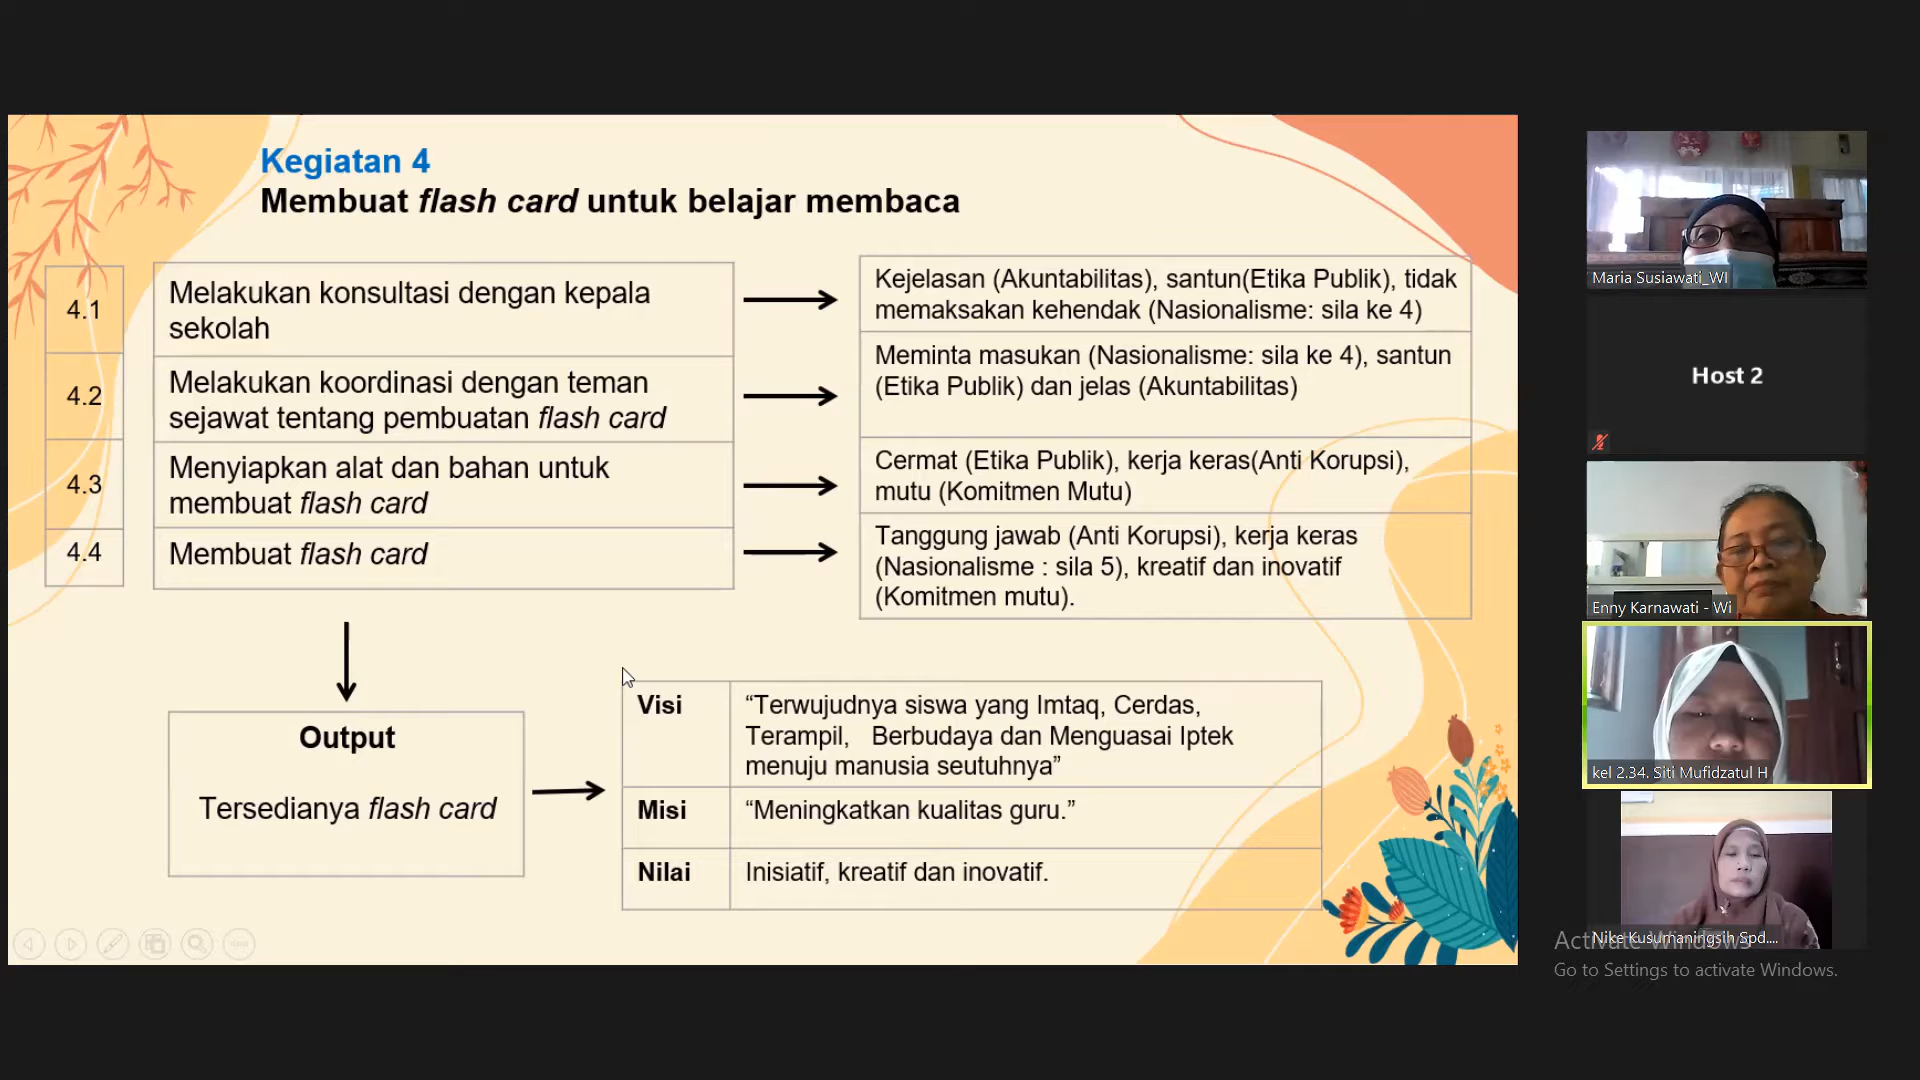 Kegiatan 4
Membuat flash card untuk belajar membaca
4.1
Melakukan konsultasi dengan kepala
sekolah
Kejelasan (Akuntabilitas), santun(Etika Publik), tidak
memaksakan kehendak (Nasionalisme: sila ke 4)
4.2
Melakukan koordinasi dengan teman
sejawat tentang pembuatan flash card
Meminta masukan (Nasionalisme: sila ke 4), santun
(Etika Publik) dan jelas (Akuntabilitas)
4.3
Menyiapkan alat dan bahan untuk
membuat flash card
Cermat (Etika Publik), kerja keras(Anti Korupsi),
mutu (Komitmen Mutu)
4.4
Membuat flash card
Tanggung jawab (Anti Korupsi), kerja keras
(Nasionalisme : sila 5), kreatif dan inovatif
(Komitmen mutu).
Output
Tersedianya flash card
Visi
“Terwujudnya siswa yang Imtaq, Cerdas,
Terampil, Berbudaya dan Menguasai Iptek
menuju manusia seutuhnya”
Misi
“Meningkatkan kualitas guru.”
Nilai
Inisiatif, kreatif dan inovatif.
Maria Susiawati_WI
Host 2
Enny Karnawati - Wi
kel 2.34. Siti Mufidzatul H
Nike Kusumaningsih Spd....
Activate Windows
Go to Settings to activate Windows.